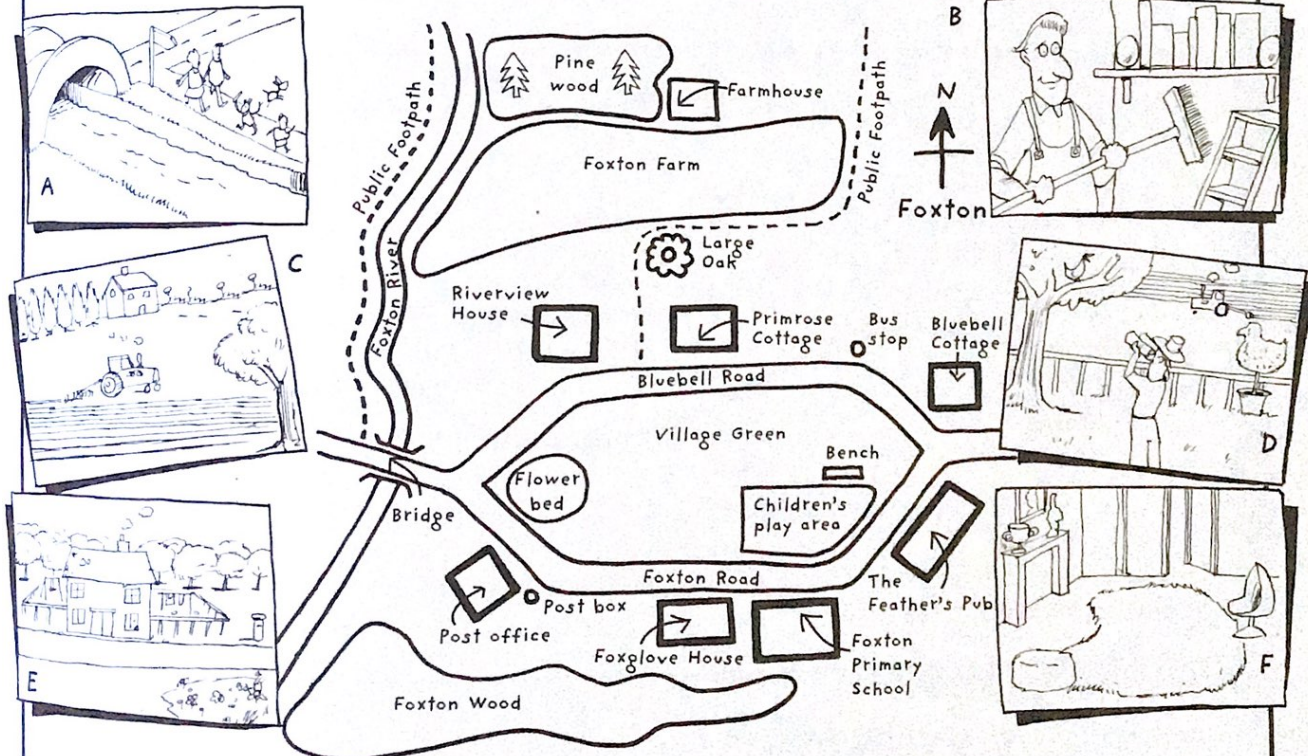 A
B
C
D
E
F
N
Foxton
Pine
wood
Farmhouse
Public Footpath
Foxton Farm
Public Footpath
Large
Oak
Foxton River
Riverview
House
Primrose
Cottage
Bus
stop
Bluebell
Cottage
Bluebell Road
Village Green
Bench
Flower
bed
Children's
play area
Bridge
Foxton Road
The
Feather's Pub
Post box
Post office
Foxglove House
Foxton
Primary
School
Foxton Wood